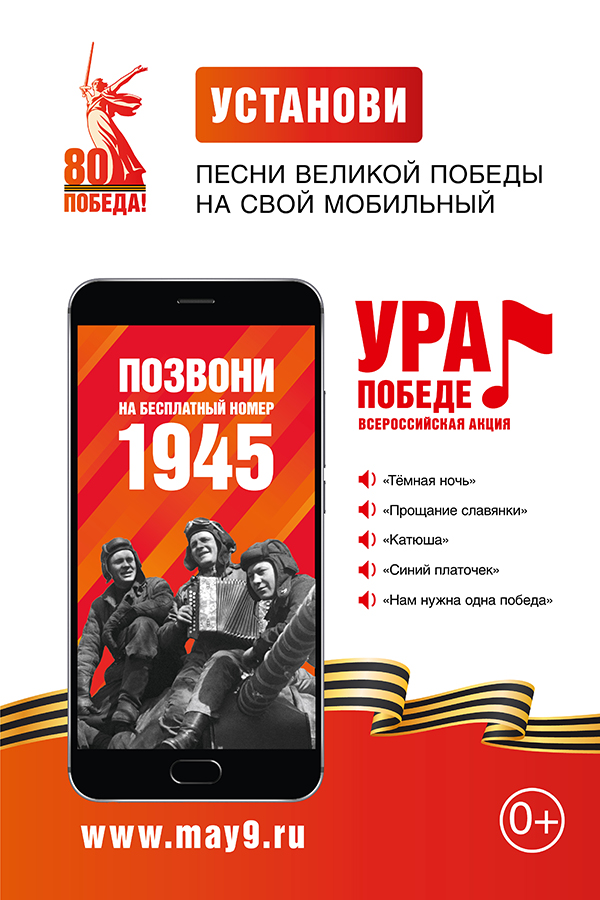 80
ПОБЕДА!
УСТАНОВИ
ПЕСНИ ВЕЛИКОЙ ПОБЕДЫ
НА СВОЙ МОБИЛЬНЫЙ
ПОЗВОНИ
НА БЕСПЛАТНЫЙ НОМЕР
1945
УРА
ПОБЕДЕ
ВСЕРОССИЙСКАЯ АКЦИЯ
«Тёмная ночь»
«Прощание славянки»
«Катюша»
«Синий платочек»
«Нам нужна одна победа»
www.may9.ru
0+